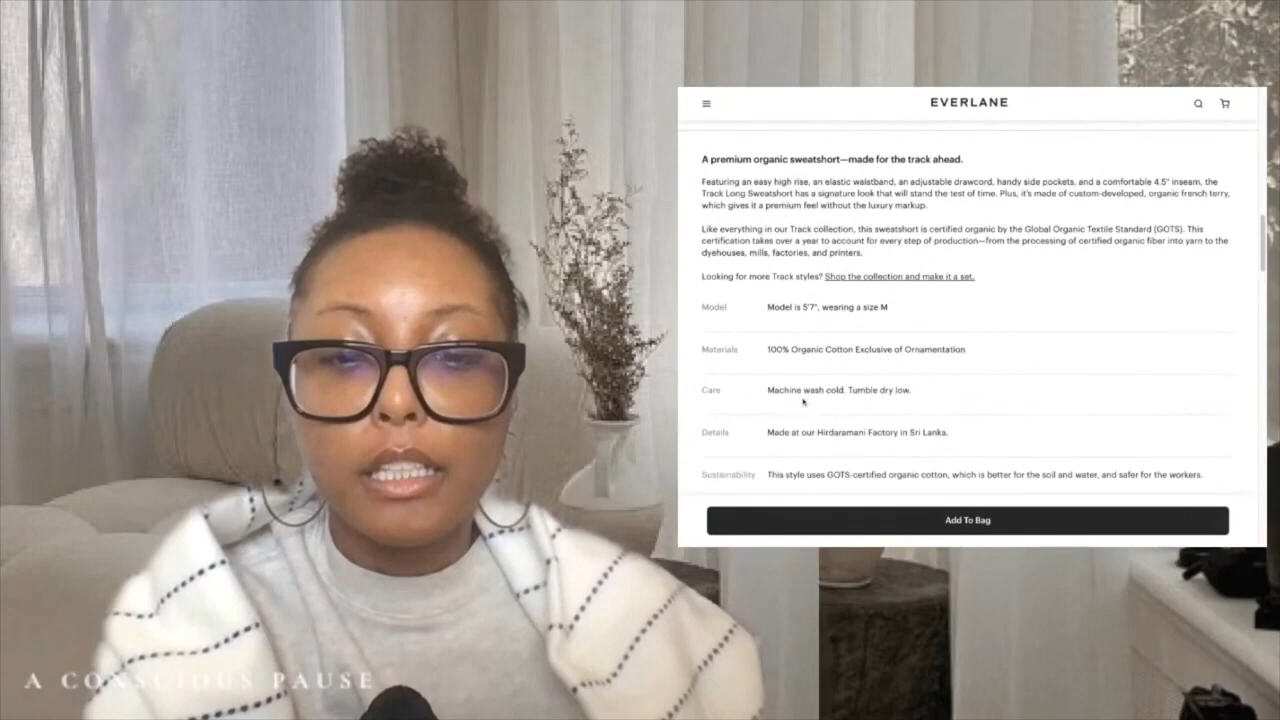 EVERLANE
A premium organic sweatshort—made for the track ahead.
Featuring an easy high rise, an elastic waistband, an adjustable drawcord, handy side pockets, and a comfortable 4.5" inseam, the
Track Long Sweatshort has a signature look that will stand the test of time. Plus, it's made of custom-developed, organic french terry,
which gives it a premium feel without the luxury markup.
Like everything in our Track collection, this sweatshort is certified organic by the Global Organic Textile Standard (GOTS). This
certification takes over a year to account for every step of production—from the processing of certified organic fiber into yarn to the
dyehouses, mills, factories, and printers.
Looking for more Track styles? Shop the collection and make it a set.
Model Model is 5'7", wearing a size M
Materials 100% Organic Cotton Exclusive of Ornamentation
Care Machine wash cold. Tumble dry low.
Details Made at our Hirdaramani Factory in Sri Lanka.
Sustainability This style uses GOTS-certified organic cotton, which is better for the soil and water, and safer for the workers.
Add To Bag
A CONSCIOUS PAUSE